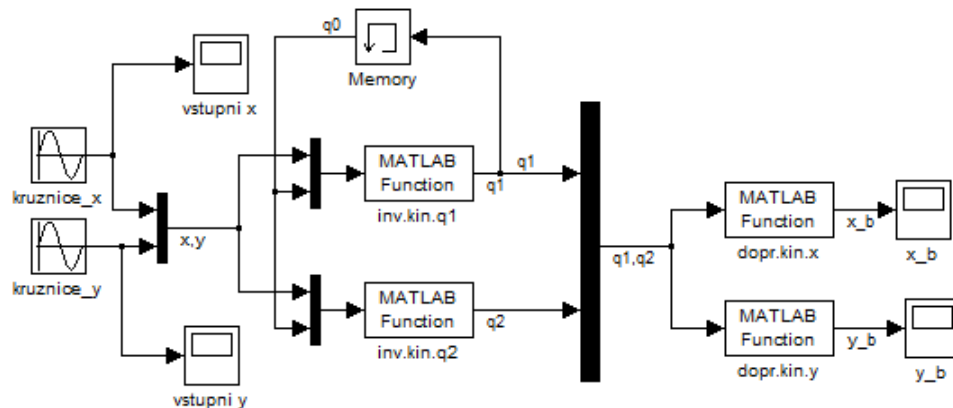 q0
Memory
vstupni x
kruznice_x
kruznice_y
x,y
vstupni y
MATLAB
Function
inv.kin.q1
q1
q1
MATLAB
Function
inv.kin.q2
q2
q1,q2
MATLAB
Function
dopr.kin.x
x_b
x_b
MATLAB
Function
dopr.kin.y
y_b
y_b